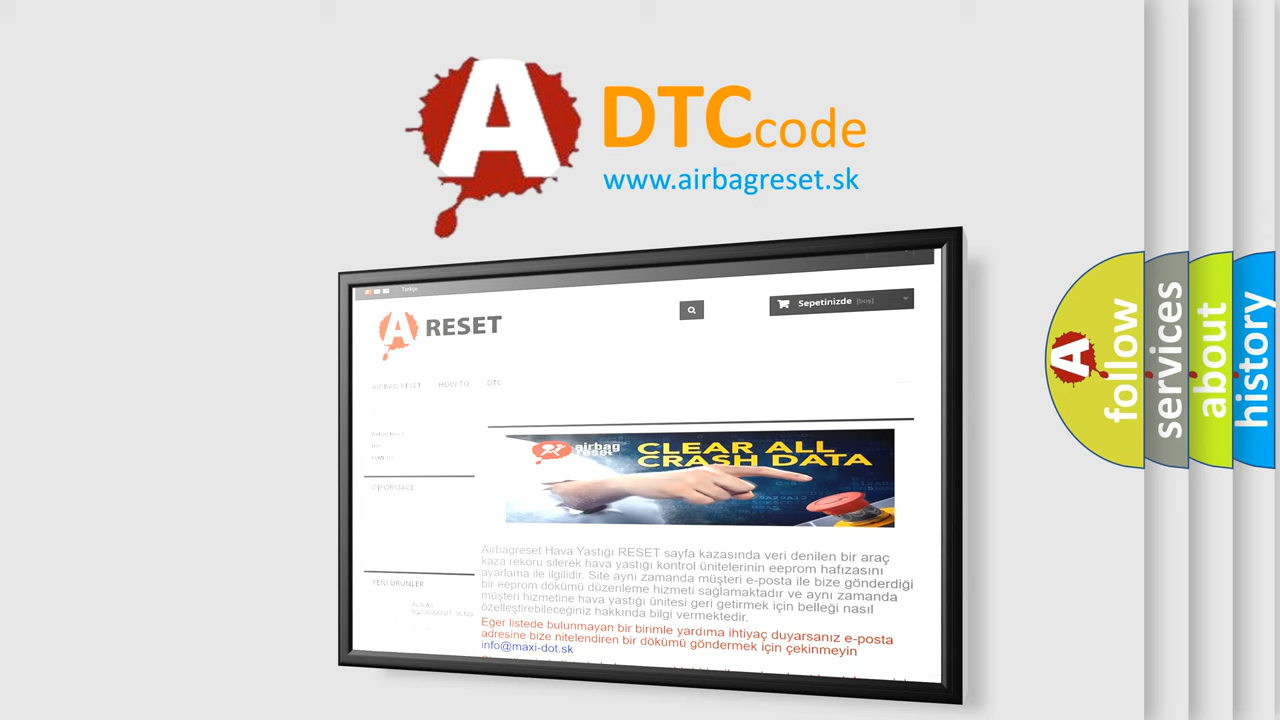 A DTC code
www.airbagreset.sk
Türkçe
A RESET
Sepetinizde [boş]
AIRBAG RESET HOW TO DTC
INFORMACE
airbag
reset
CLEAR ALL
CRASH DATA
Airbagreset Hava Yastığı RESET sayfa kazasında veri denilen bir araç
kaza rekoru silerek hava yastığı kontrol ünitelerinin eeprom hafızasını
ayarlama ile ilgilidir. Site aynı zamanda müşteri e-posta ile bize gönderdiği
bir eeprom dökümü düzenleme hizmeti sağlamaktadır ve aynı zamanda
müşteri hizmetine hava yastığı ünitesi geri getirmek için belleği nasıl
özelleştirebileceğiniz hakkında bilgi vermektedir.
Eğer listede bulunmayan bir birimle yardıma ihtiyaç duyarsanız e-posta
adresine bize nitelendiren bir dökümü göndermek için çekinmeyin
info@maxi-dot.sk
YENI ÜRÜNLER
A follow
services
about
history